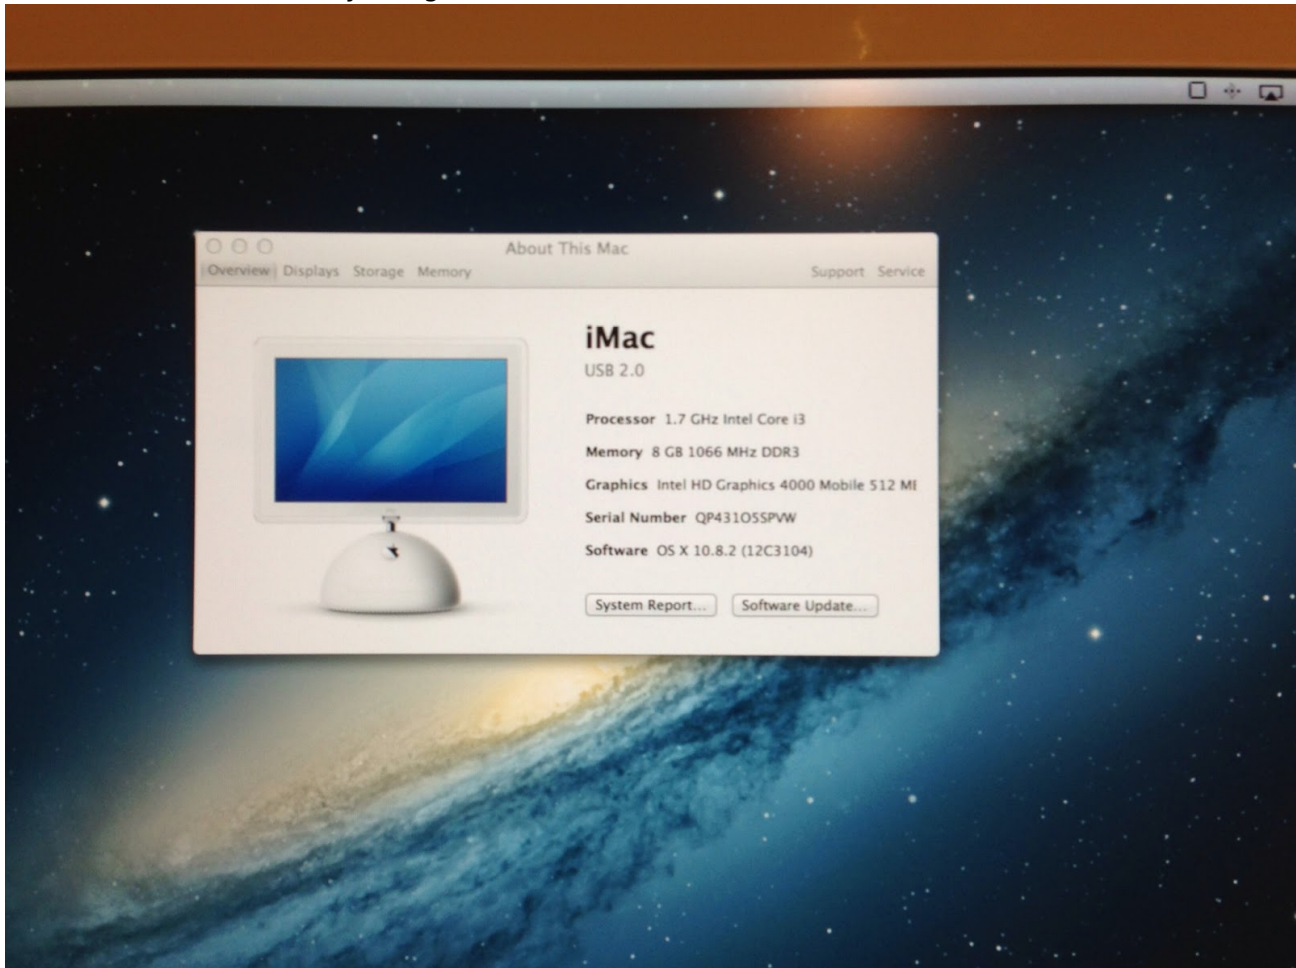 About This Mac
Overview Displays Storage Memory Support Service
iMac
USB 2.0
Processor 1.7 GHz Intel Core i3
Memory 8 GB 1066 MHz DDR3
Graphics Intel HD Graphics 4000 Mobile 512 ME
Serial Number QP431O5SPVW
Software OS X 10.8.2 (12C3104)
System Report... Software Update...